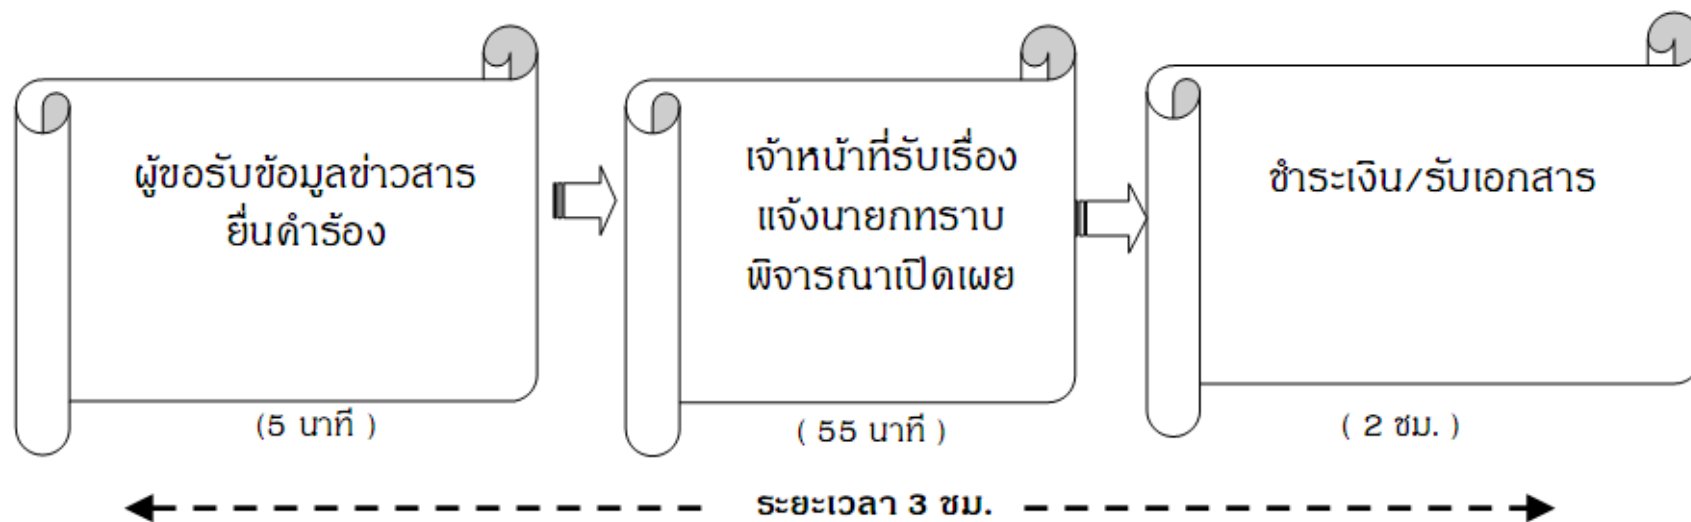 ผู้ขอรับข้อมูลข่าวสาร
ยื่นคำร้อง
(5 นาที )
เจ้าหน้าที่รับเรื่อง
แจ้งนายกทราบ
พิจารณาเปิดเผย
( 55 นาที )
ชำระเงิน/รับเอกสาร
( 2 ชม. )
ระยะเวลา 3 ชม.